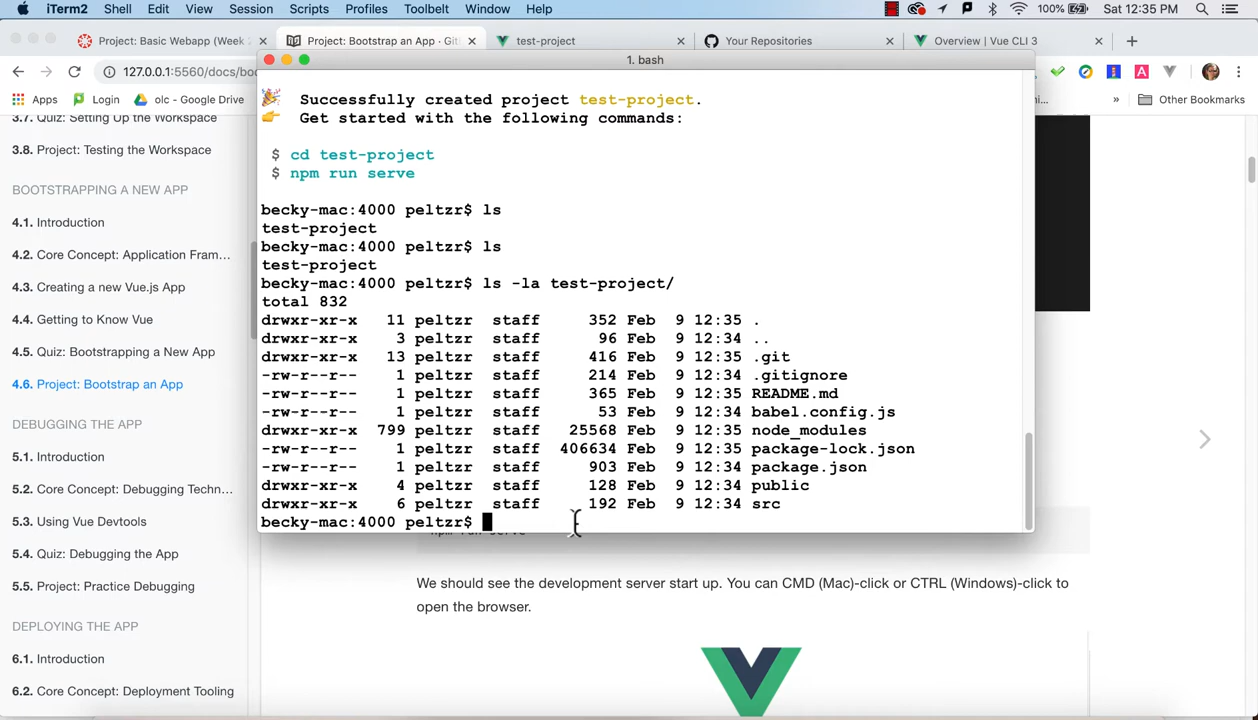 iTerm2 Shell Edit View Session Scripts Profiles Toolbelt Window Help 100% Sat 12:35 PM
Project: Basic Webapp (Week
Project: Bootstrap an App · Git
test-project
Your Repositories
Overview | Vue CLI 3
127.0.0.1:5560/docs/boo
Apps Login olc - Google Drive
Other Bookmarks
1. bash
Successfully created project test-project.
Get started with the following commands:
$ cd test-project
$ npm run serve
becky-mac:4000 peltzr$ ls
test-project
becky-mac:4000 peltzr$ ls
test-project
becky-mac:4000 peltzr$ ls -la test-project/
total 832
drwxr-xr-x 11 peltzr staff 352 Feb 9 12:35 .
drwxr-xr-x 3 peltzr staff 96 Feb 9 12:34 ..
drwxr-xr-x 13 peltzr staff 416 Feb 9 12:35 .git
-rw-r--r-- 1 peltzr staff 214 Feb 9 12:34 .gitignore
-rw-r--r-- 1 peltzr staff 365 Feb 9 12:35 README.md
-rw-r--r-- 1 peltzr staff 53 Feb 9 12:34 babel.config.js
drwxr-xr-x 799 peltzr staff 25568 Feb 9 12:35 node_modules
-rw-r--r-- 1 peltzr staff 406634 Feb 9 12:35 package-lock.json
-rw-r--r-- 1 peltzr staff 903 Feb 9 12:34 package.json
drwxr-xr-x 4 peltzr staff 128 Feb 9 12:34 public
drwxr-xr-x 6 peltzr staff 192 Feb 9 12:34 src
becky-mac:4000 peltzr$
3.7. Quiz: Setting Up the Workspace
3.8. Project: Testing the Workspace
BOOTSTRAPPING A NEW APP
4.1. Introduction
4.2. Core Concept: Application Fram...
4.3. Creating a new Vue.js App
4.4. Getting to Know Vue
4.5. Quiz: Bootstrapping a New App
4.6. Project: Bootstrap an App
DEBUGGING THE APP
5.1. Introduction
5.2. Core Concept: Debugging Techn...
5.3. Using Vue Devtools
5.4. Quiz: Debugging the App
5.5. Project: Practice Debugging
DEPLOYING THE APP
6.1. Introduction
6.2. Core Concept: Deployment Tooling
npm run serve
We should see the development server start up. You can CMD (Mac)-click or CTRL (Windows)-click to
open the browser.